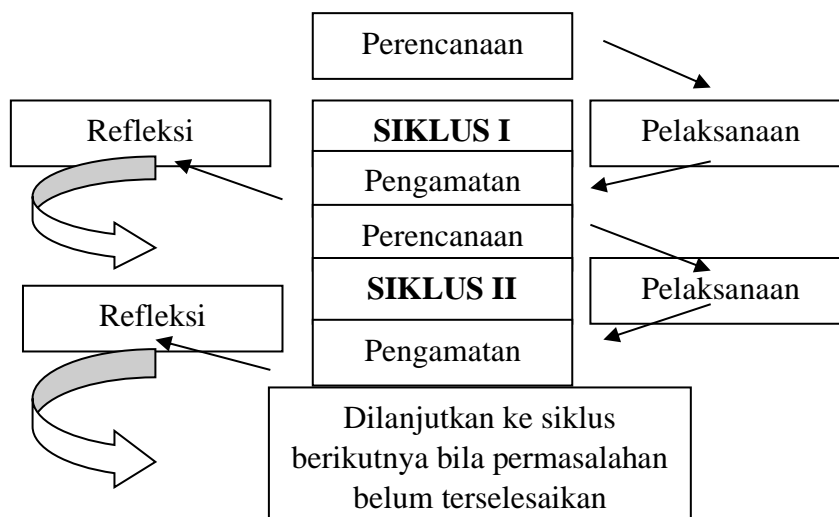 Perencanaan
Refleksi
SIKLUS I
Pelaksanaan
Pengamatan
Perencanaan
SIKLUS II
Pelaksanaan
Refleksi
Pengamatan
Dilanjutkan ke siklus
berikutnya bila permasalahan
belum terselesaikan